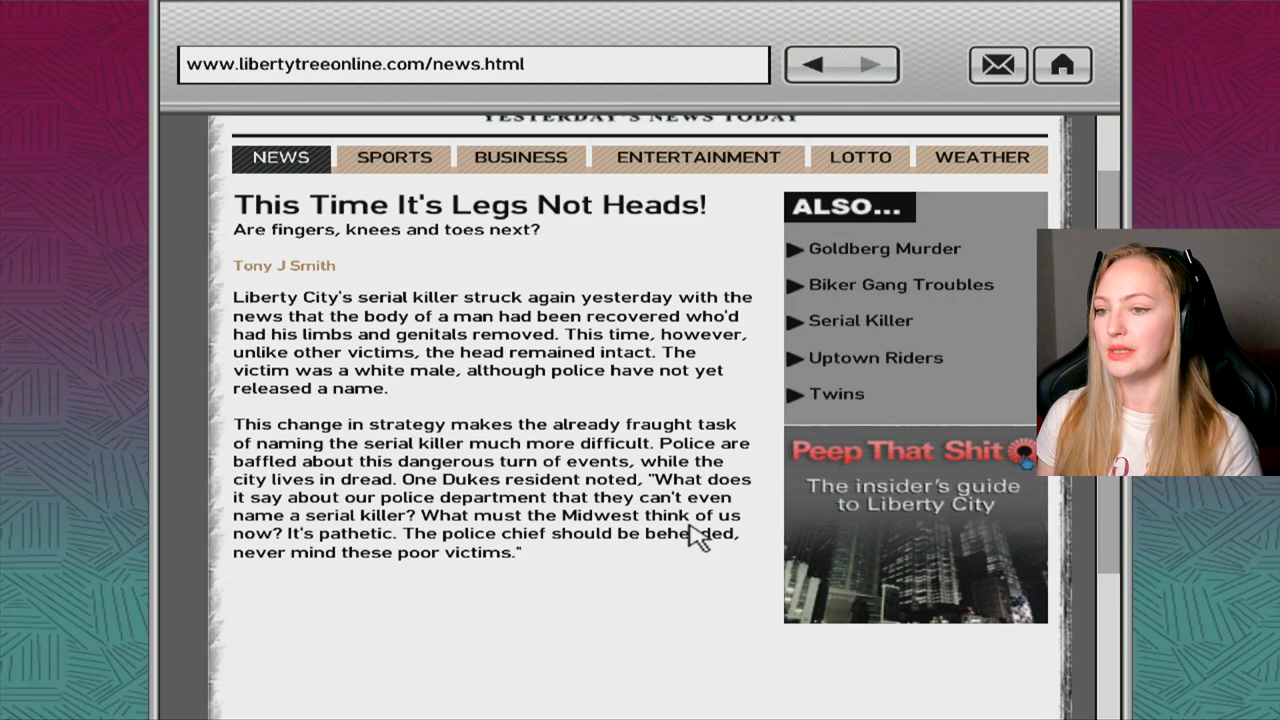 www.libertytreeonline.com/news.html
YESTERDAY'S NEWS TODAY
NEWS SPORTS BUSINESS ENTERTAINMENT LOTTO WEATHER
This Time It's Legs Not Heads!
Are fingers, knees and toes next?
Tony J Smith
Liberty City's serial killer struck again yesterday with the
news that the body of a man had been recovered who'd
had his limbs and genitals removed. This time, however,
unlike other victims, the head remained intact. The
victim was a white male, although police have not yet
released a name.
This change in strategy makes the already fraught task
of naming the serial killer much more difficult. Police are
baffled about this dangerous turn of events, while the
city lives in dread. One Dukes resident noted, "What does
it say about our police department that they can't even
name a serial killer? What must the Midwest think of us
now? It's pathetic. The police chief should be beheaded,
never mind these poor victims."
ALSO...
Goldberg Murder
Biker Gang Troubles
Serial Killer
Uptown Riders
Twins
Peep That Shit
The insider's guide
to Liberty City